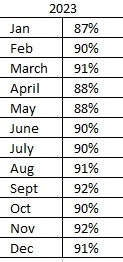 2023
Jan 87%
Feb 90%
March 91%
April 88%
May 88%
June 90%
July 90%
Aug 91%
Sept 92%
Oct 90%
Nov 92%
Dec 91%